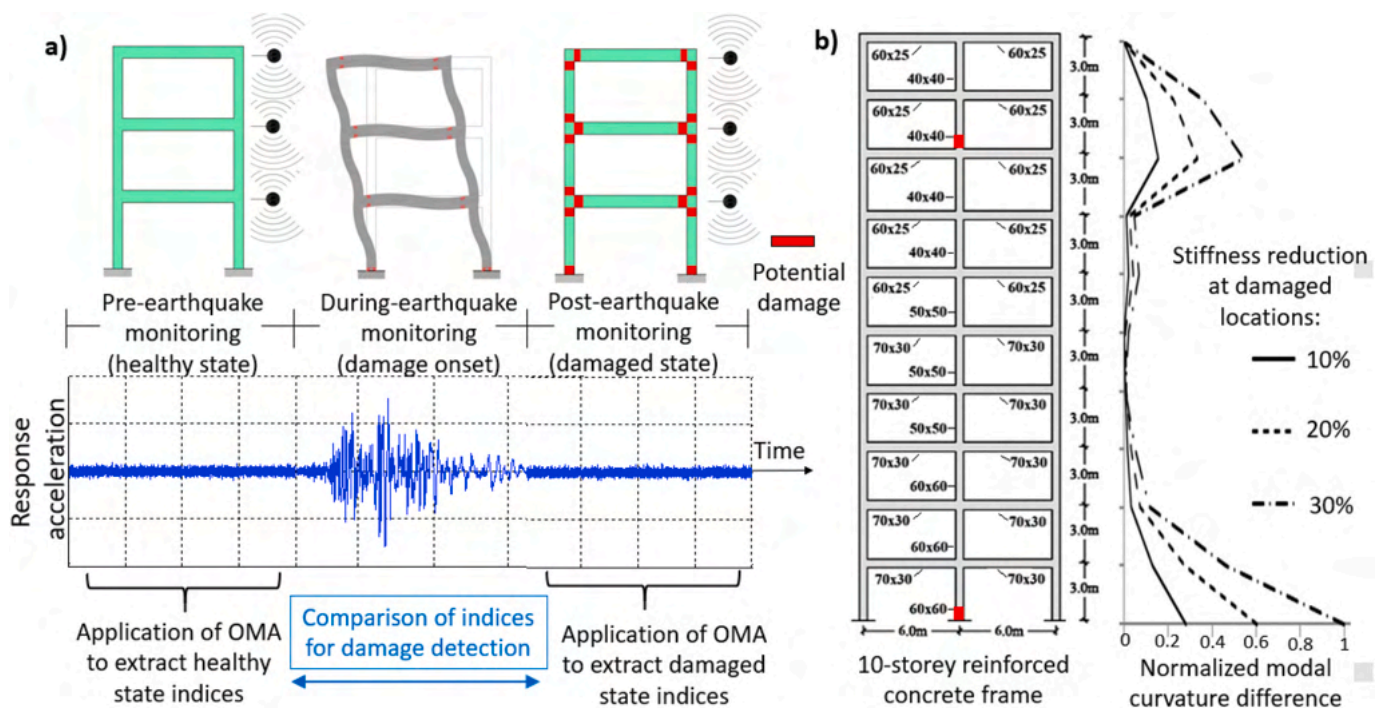 a)
Pre-earthquake
monitoring
(healthy state)
During-earthquake
monitoring
(damage onset)
Post-earthquake
monitoring
(damaged state)
Potential
damage
Response
acceleration
Time
Application of OMA
to extract healthy
state indices
Comparison of indices
for damage detection
Application of OMA
to extract damaged
state indices
b)
60x25
60x25
40x40
3.0m
60x25
60x25
40x40
3.0m
60x25
60x25
40x40
3.0m
60x25
60x25
40x40
3.0m
60x25
60x25
50x50
3.0m
70x30
70x30
50x50
3.0m
70x30
70x30
50x50
3.0m
70x30
70x30
60x60
3.0m
70x30
70x30
60x60
3.0m
70x30
70x30
60x60
3.0m
6.0m
6.0m
10-storey reinforced
concrete frame
Stiffness reduction
at damaged
locations:
10%
20%
30%
0 0.2 0.4 0.6 0.8 1
Normalized modal
curvature difference